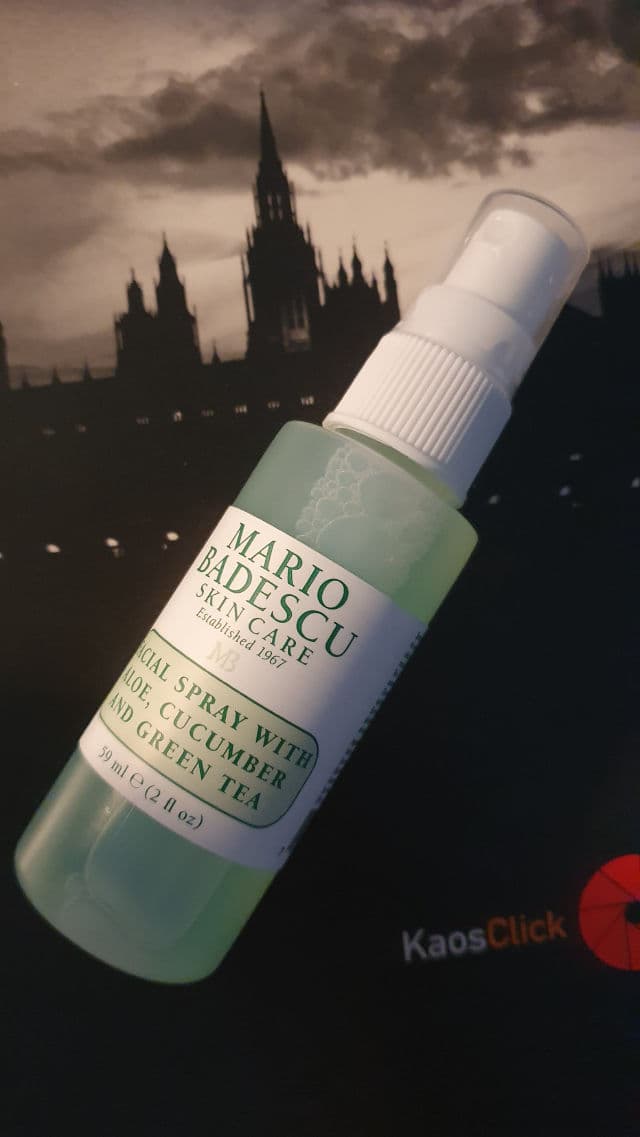 MARIO
BADESCU
SKIN CARE
Established 1967
MB
FACIAL SPRAY WITH
ALOE, CUCUMBER
AND GREEN TEA
59 ml ℮ (2 fl oz)
KaosClick